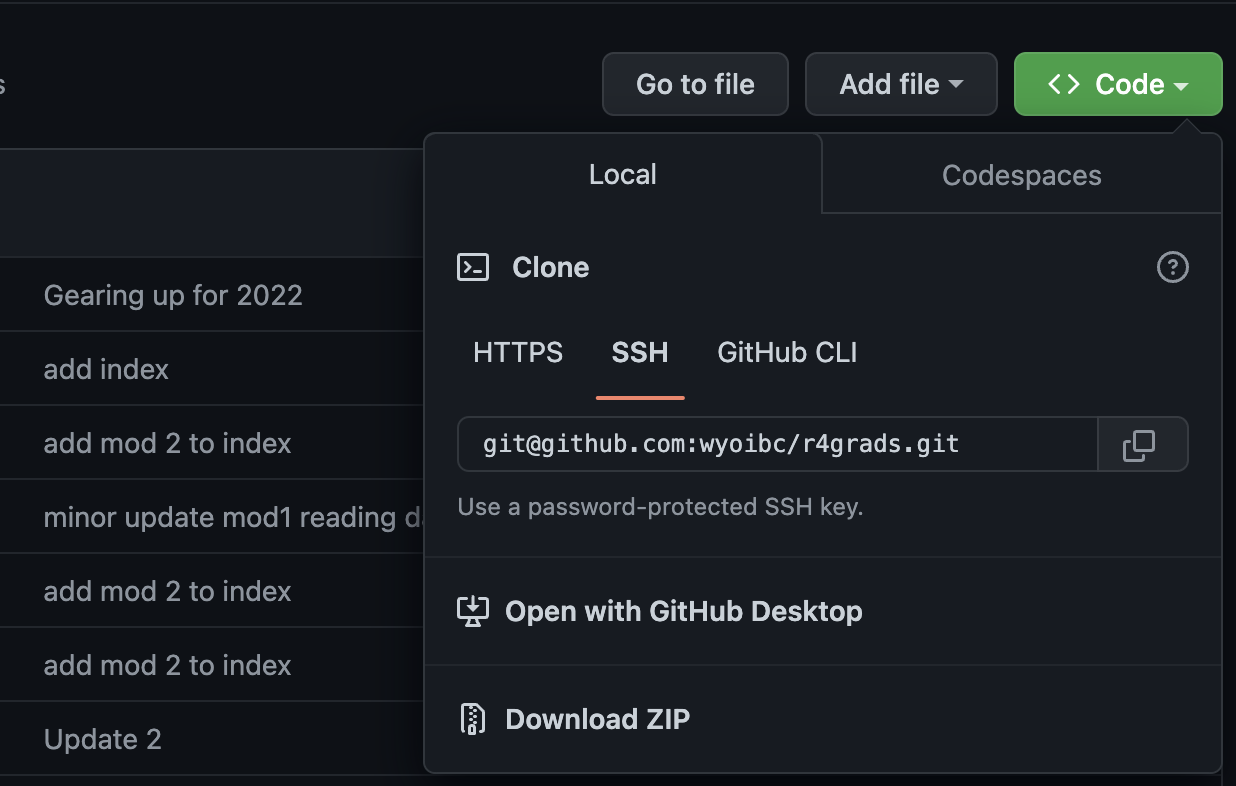 s
Go to file
Add file
<> Code
Local
Codespaces
Clone
HTTPS
SSH
GitHub CLI
git@github.com:wyoibc/r4grads.git
Use a password-protected SSH key.
Open with GitHub Desktop
Download ZIP
Gearing up for 2022
add index
add mod 2 to index
minor update mod1 reading
add mod 2 to index
add mod 2 to index
Update 2